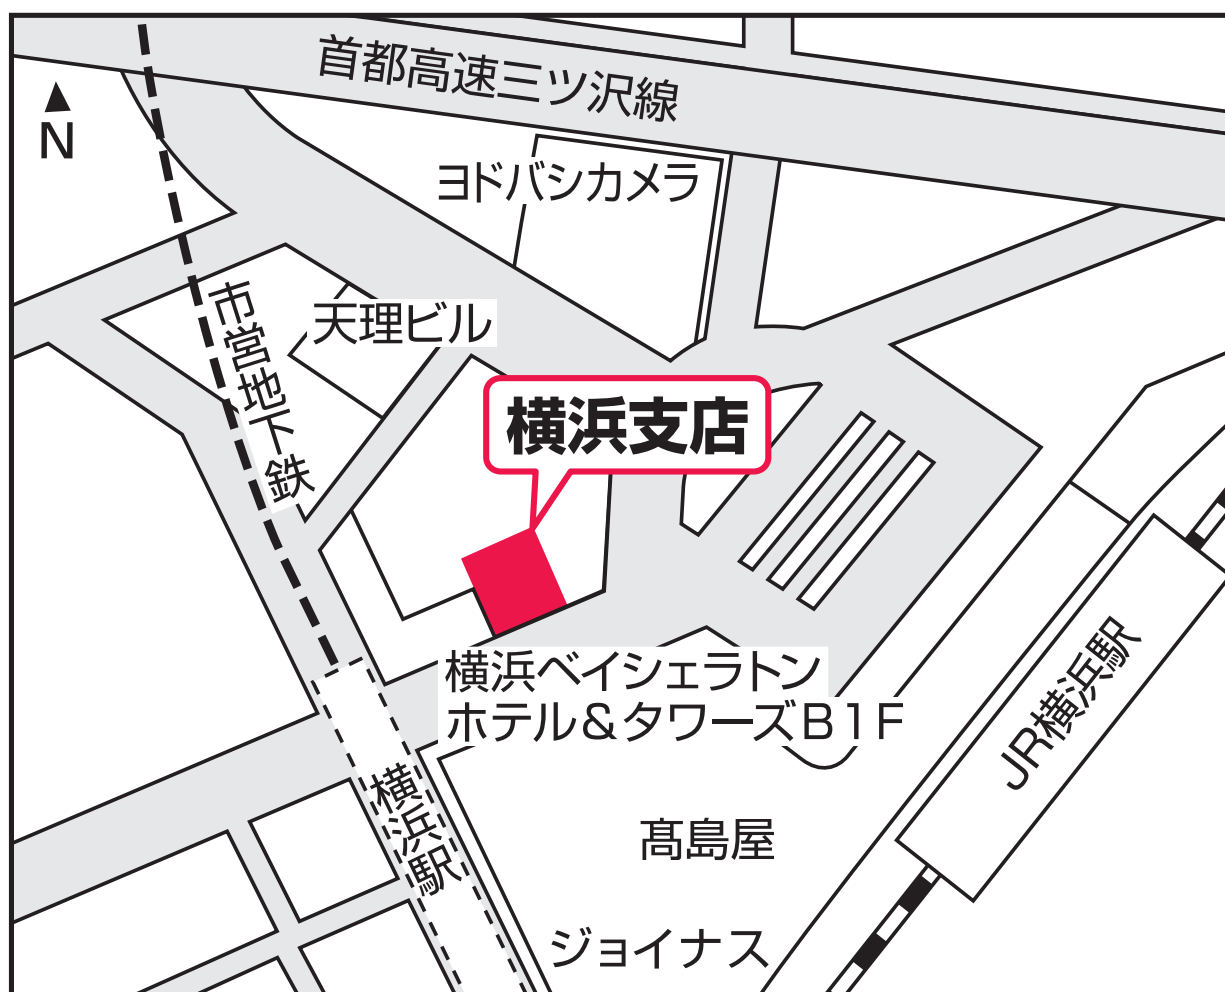 首都高速三ツ沢線
N
ヨドバシカメラ
市営地下鉄
天理ビル
横浜支店
横浜ベイシェラトン
ホテル＆タワーズB1F
JR横浜駅
横浜駅
髙島屋
ジョイナス